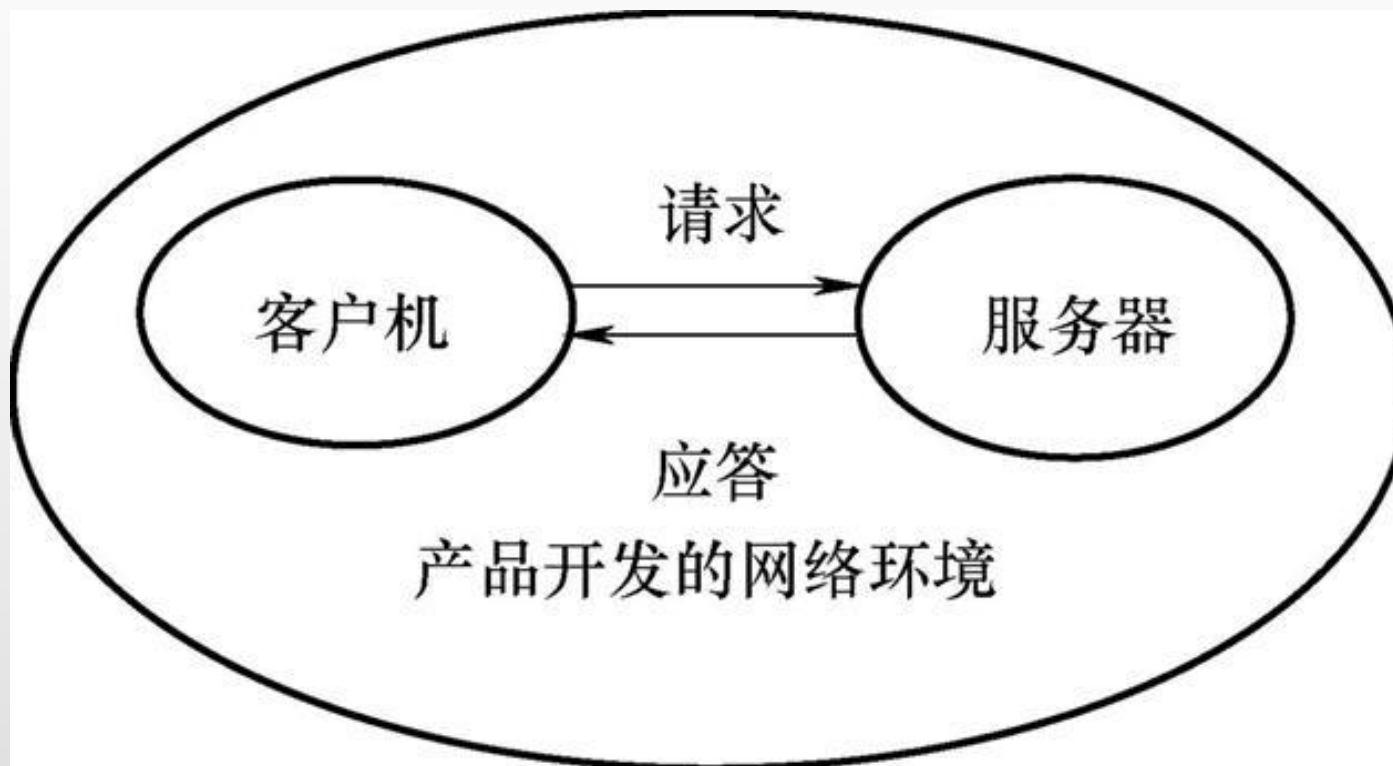 请求
客户机
服务器
应答
产品开发的网络环境